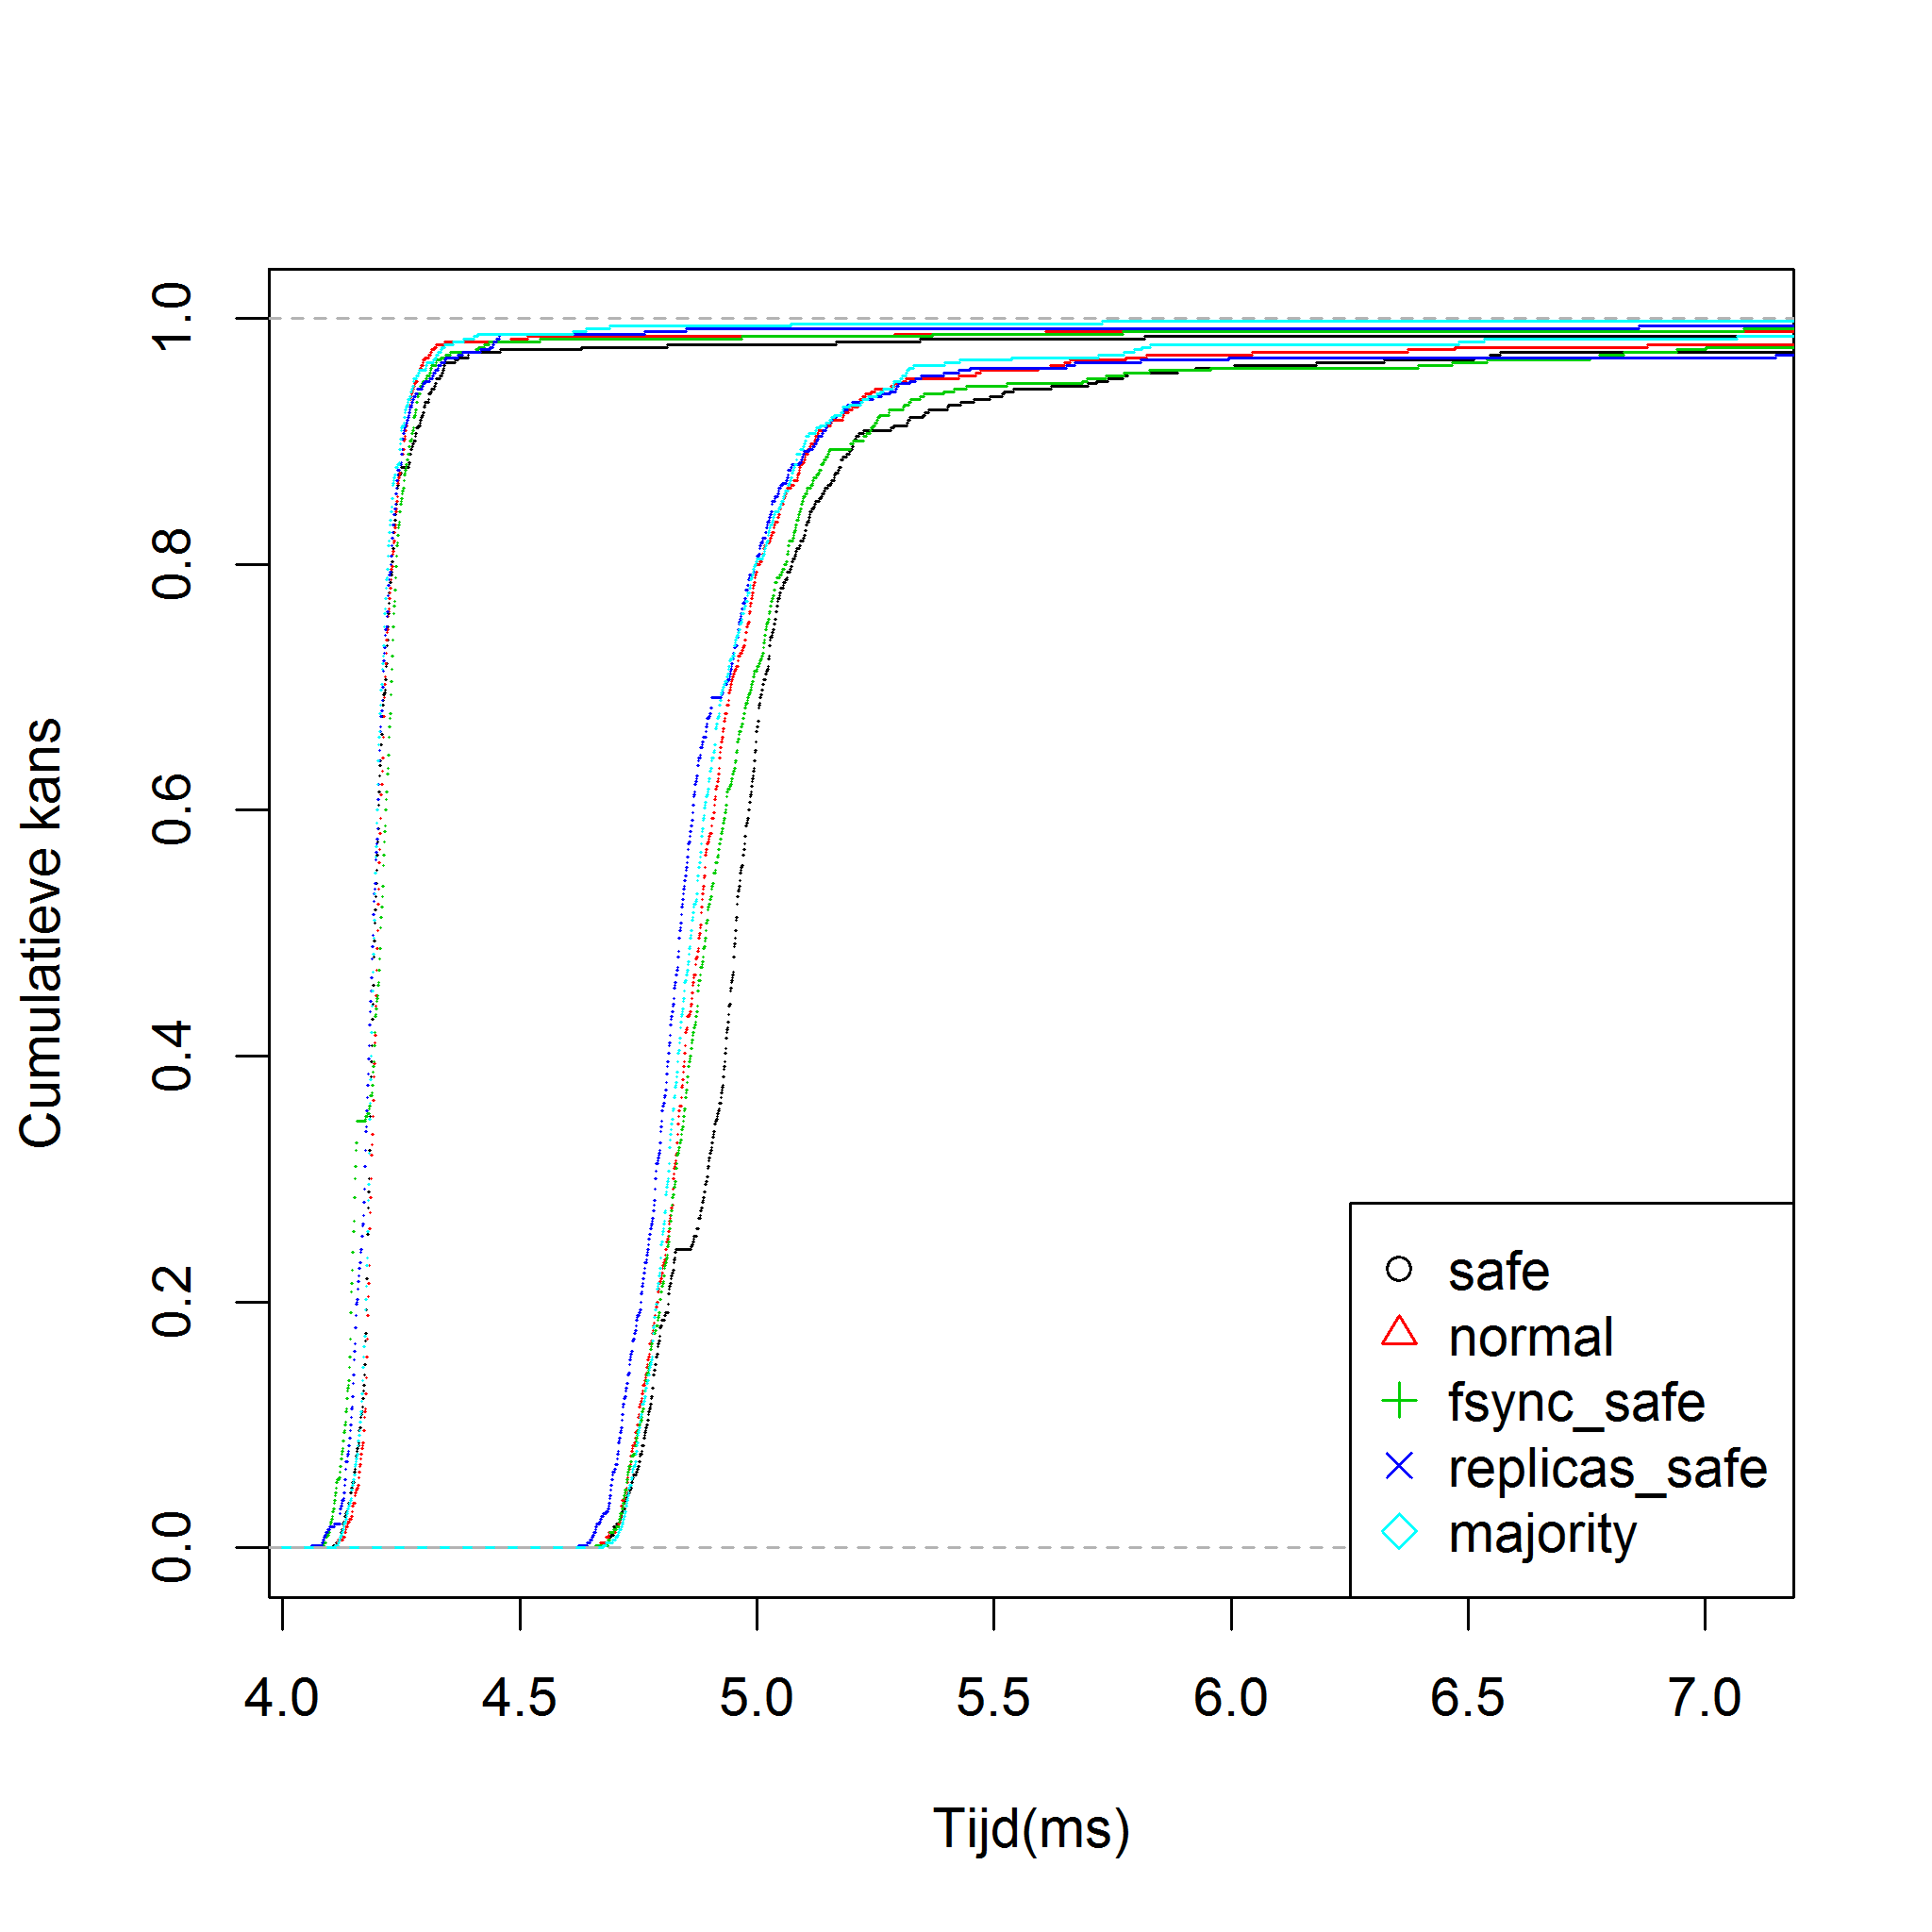 Cumulatieve kans
1.0
0.8
0.6
0.4
0.2
0.0
4.0 4.5 5.0 5.5 6.0 6.5 7.0
Tijd(ms)
safe
normal
fsync_safe
replicas_safe
majority